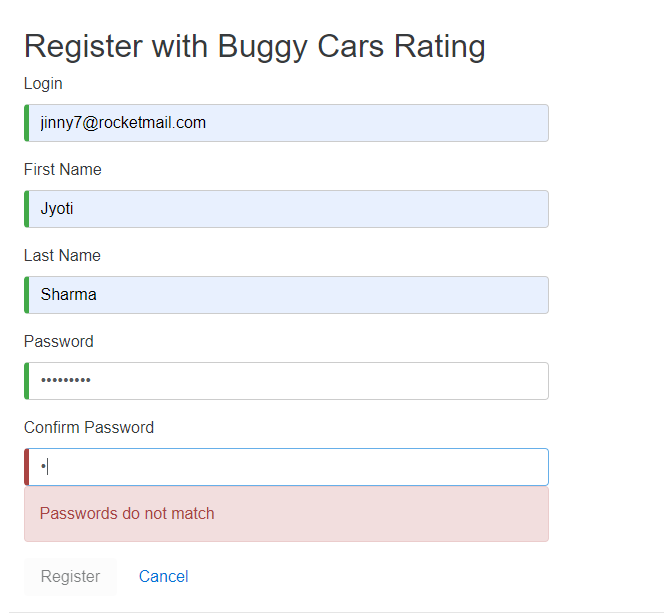 Register with Buggy Cars Rating
Login
jinny7@rocketmail.com
First Name
Jyoti
Last Name
Sharma
Password
•••••••••
Confirm Password
•
Passwords do not match
Register Cancel